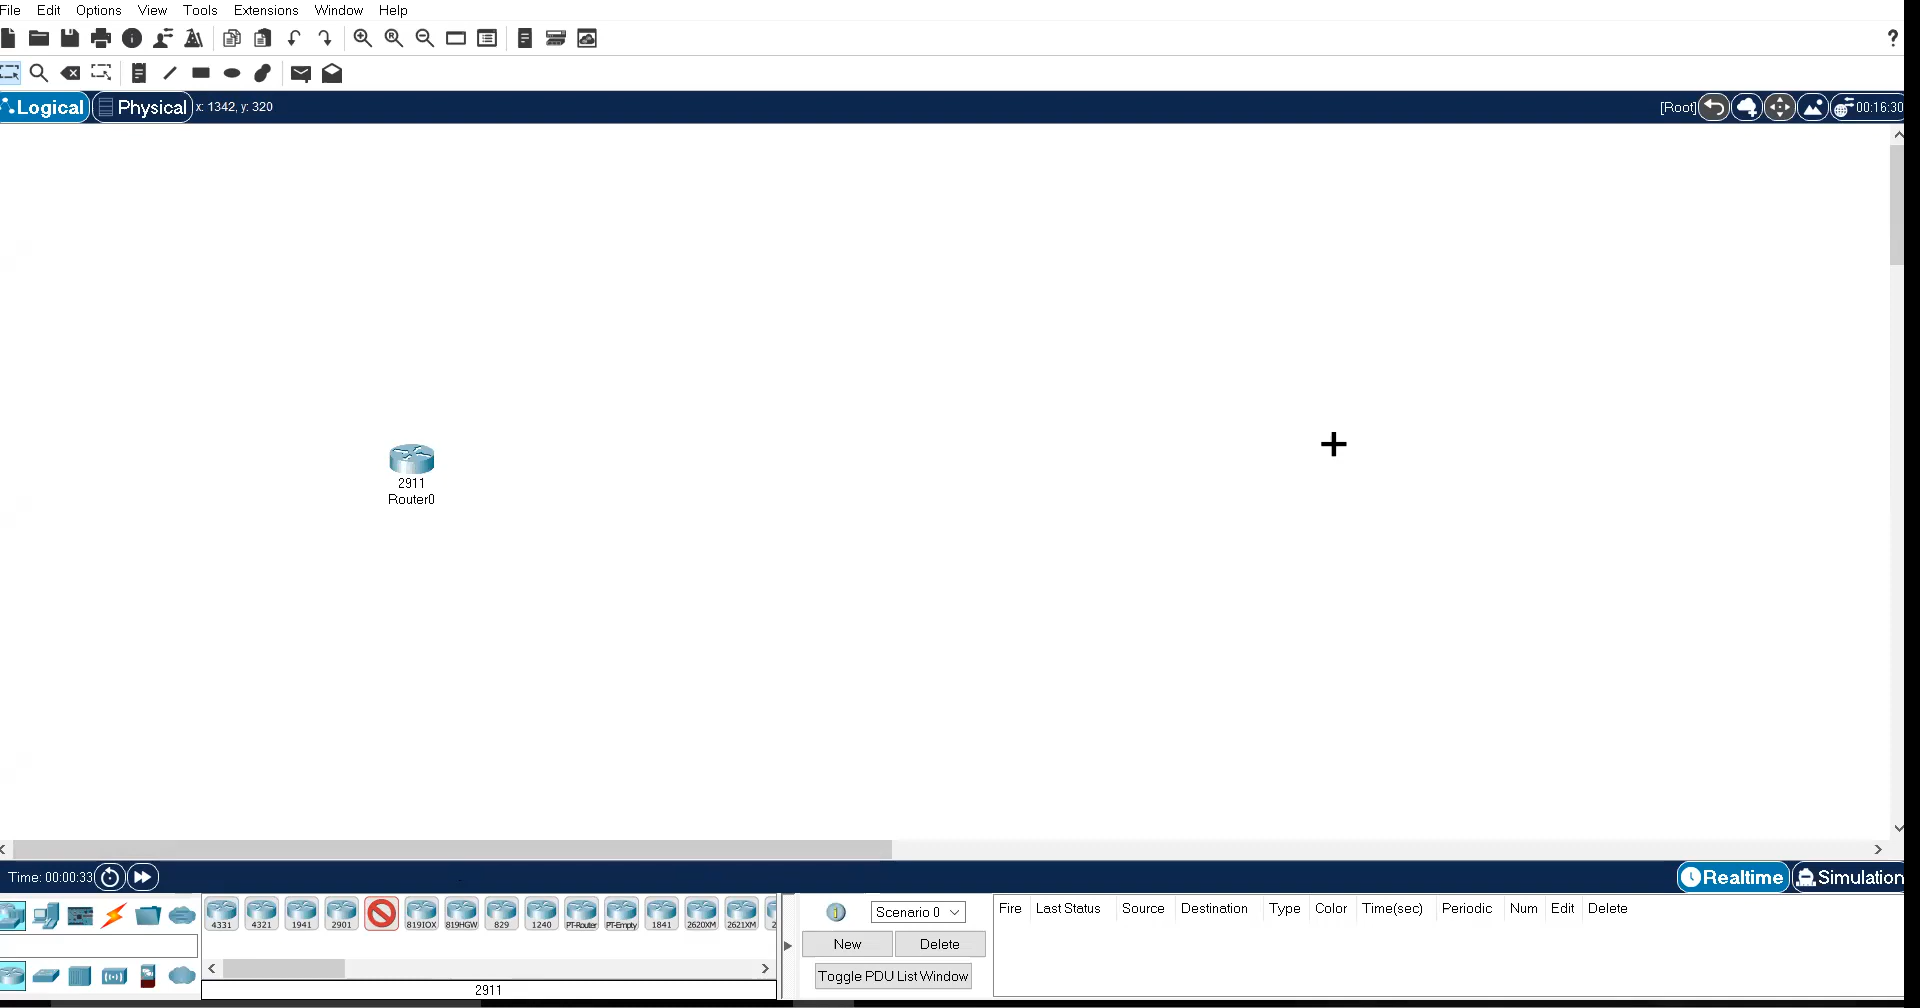 File Edit Options View Tools Extensions Window Help
?
Logical Physical x: 1342, y: 320 [Root] 00:16:30
2911
Router0
Time: 00:00:33 Realtime Simulation
4331 4321 1941 2901 819IOX 819HGW 829 1240 PT-Router PT-Empty 1841 2620XM 2621XM 2
Scenario 0 Fire Last Status Source Destination Type Color Time(sec) Periodic Num Edit Delete
New Delete
Toggle PDU List Window
2911